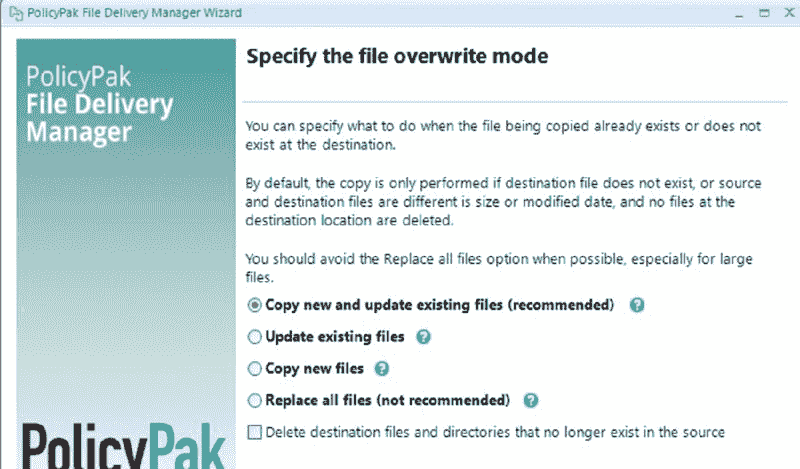 PolicyPak File Delivery Manager Wizard
PolicyPak
File Delivery
Manager
Specify the file overwrite mode
You can specify what to do when the file being copied already exists or does not
exist at the destination.
By default, the copy is only performed if destination file does not exist, or source
and destination files are different is size or modified date, and no files at the
destination location are deleted.
You should avoid the Replace all files option when possible, especially for large
files.
Copy new and update existing files (recommended) ?
Update existing files ?
Copy new files ?
Replace all files (not recommended) ?
Delete destination files and directories that no longer exist in the source
PolicyPak